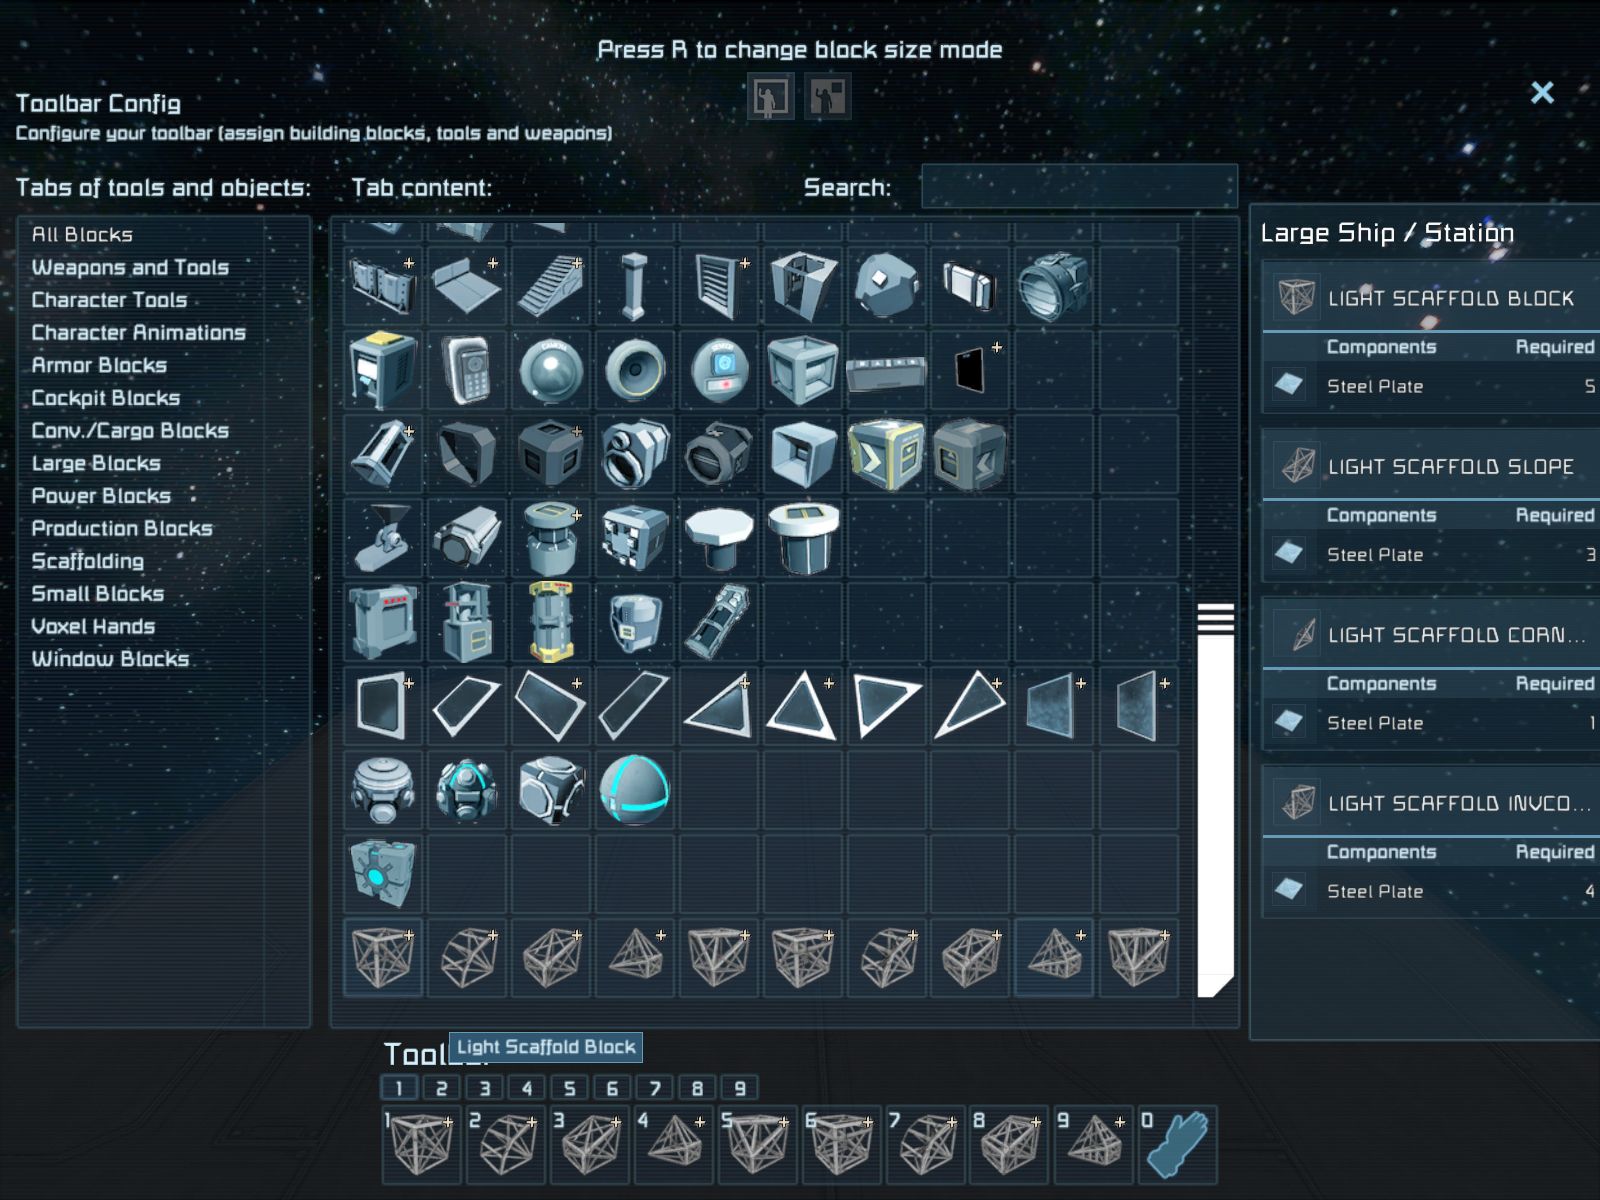 Press R to change block size mode
Toolbar Config
Configure your toolbar (assign building blocks, tools and weapons)
Tabs of tools and objects:
Tab content:
Search:
All Blocks
Weapons and Tools
Character Tools
Character Animations
Armor Blocks
Cockpit Blocks
Conv./Cargo Blocks
Large Blocks
Power Blocks
Production Blocks
Scaffolding
Small Blocks
Voxel Hands
Window Blocks
CAMERA
SENSOR
Large Ship / Station
LIGHT SCAFFOLD BLOCK
Components Required
Steel Plate 5
LIGHT SCAFFOLD SLOPE
Components Required
Steel Plate 3
LIGHT SCAFFOLD CORN...
Components Required
Steel Plate 1
LIGHT SCAFFOLD INVCO...
Components Required
Steel Plate 4
Light Scaffold Block
1 2 3 4 5 6 7 8 9
1 2 3 4 5 6 7 8 9 0